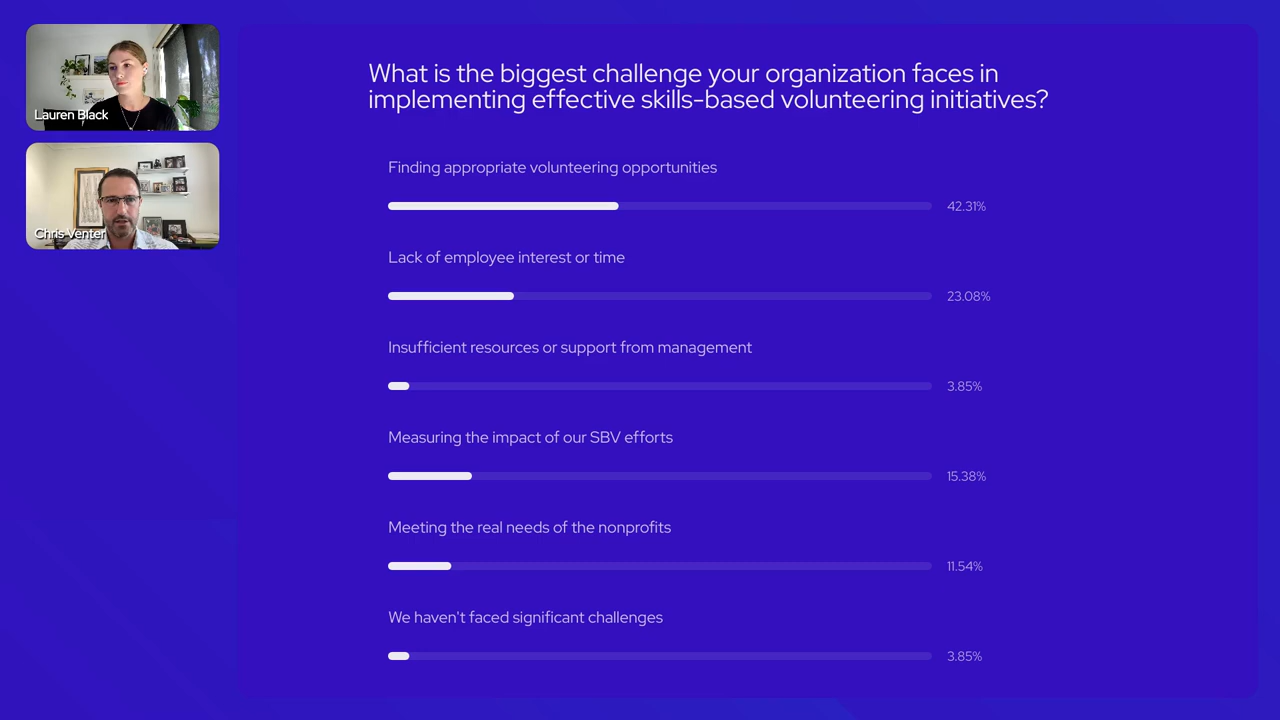 Lauren Black
Chris Venter
What is the biggest challenge your organization faces in
implementing effective skills-based volunteering initiatives?
Finding appropriate volunteering opportunities
42.31%
Lack of employee interest or time
23.08%
Insufficient resources or support from management
3.85%
Measuring the impact of our SBV efforts
15.38%
Meeting the real needs of the nonprofits
11.54%
We haven't faced significant challenges
3.85%